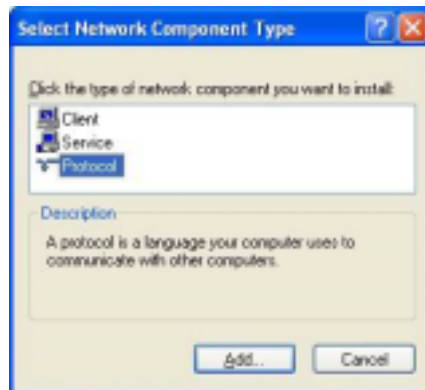 Select Network Component Type
Click the type of network component you want to install:
Client
Service
Protocol
Description
A protocol is a language your computer uses to
communicate with other computers.
Add...
Cancel